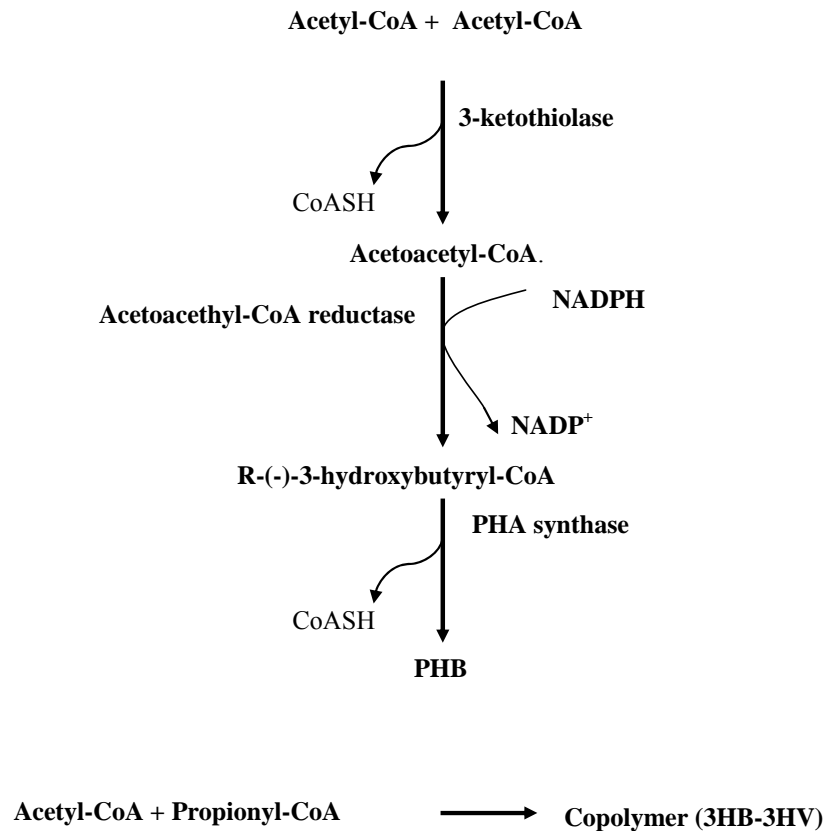 Acetyl-CoA + Acetyl-CoA
3-ketothiolase
CoASH
Acetoacetyl-CoA.
NADPH
Acetoacethyl-CoA reductase
NADP+
R-(-)-3-hydroxybutyryl-CoA
PHA synthase
CoASH
PHB
Acetyl-CoA + Propionyl-CoA
Copolymer (3HB-3HV)